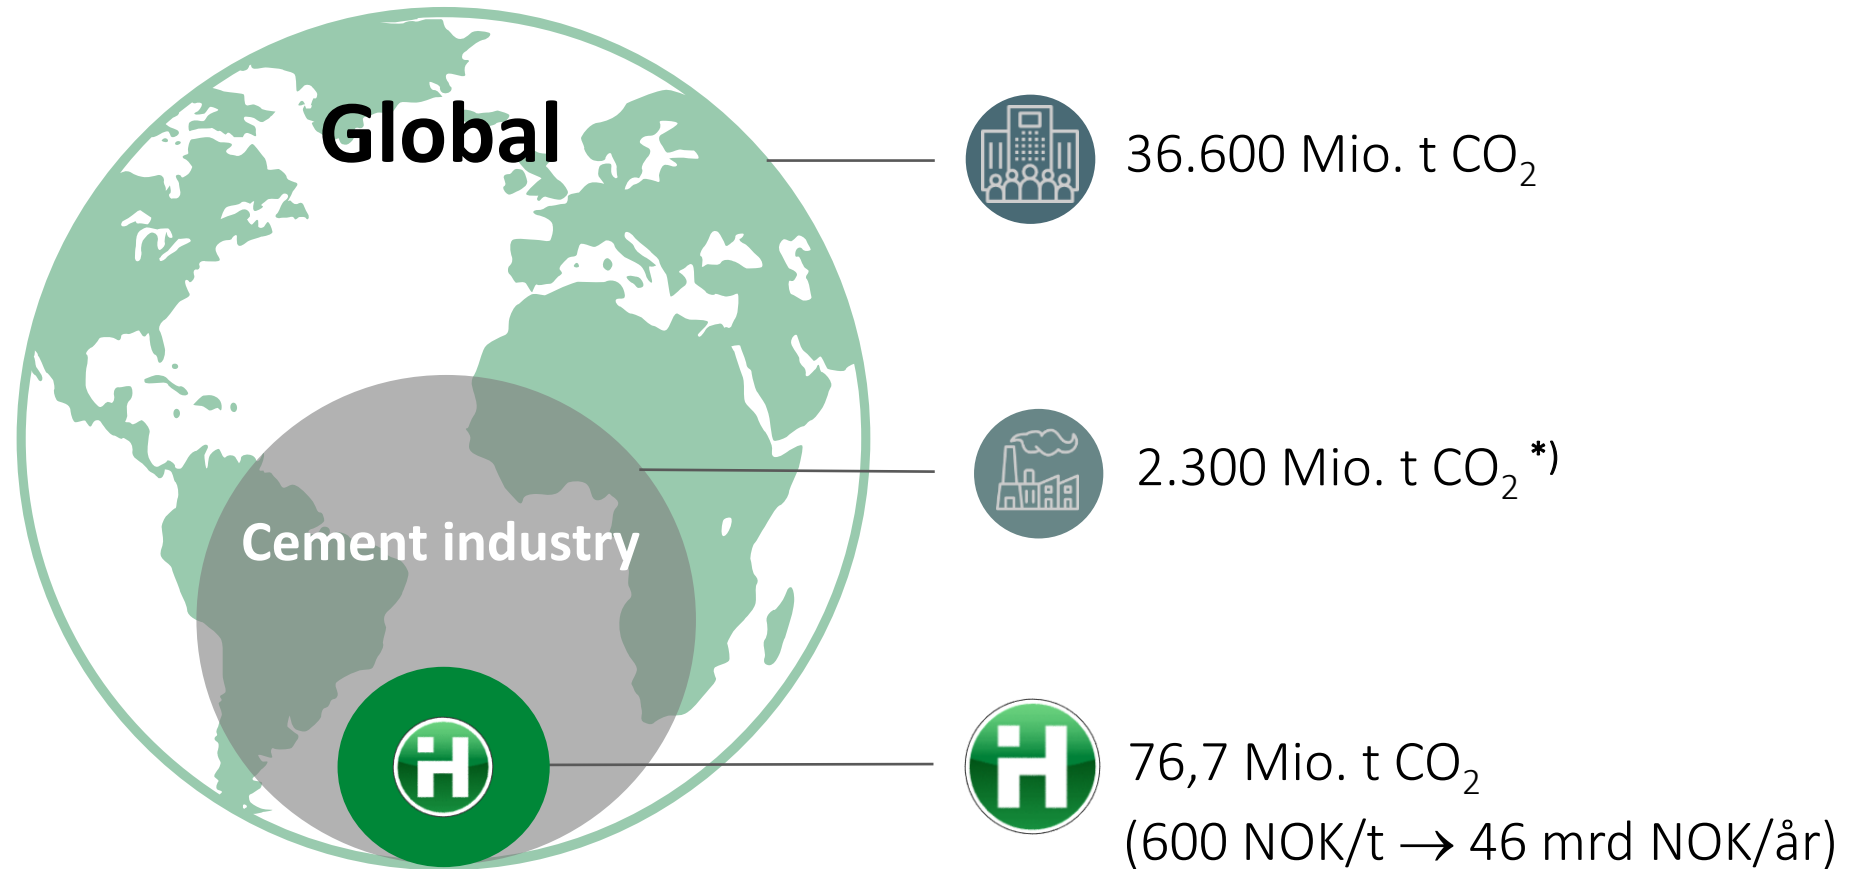 Global
36.600 Mio. t CO₂
Cement industry
2.300 Mio. t CO₂ *)
76,7 Mio. t CO₂
(600 NOK/t → 46 mrd NOK/år)